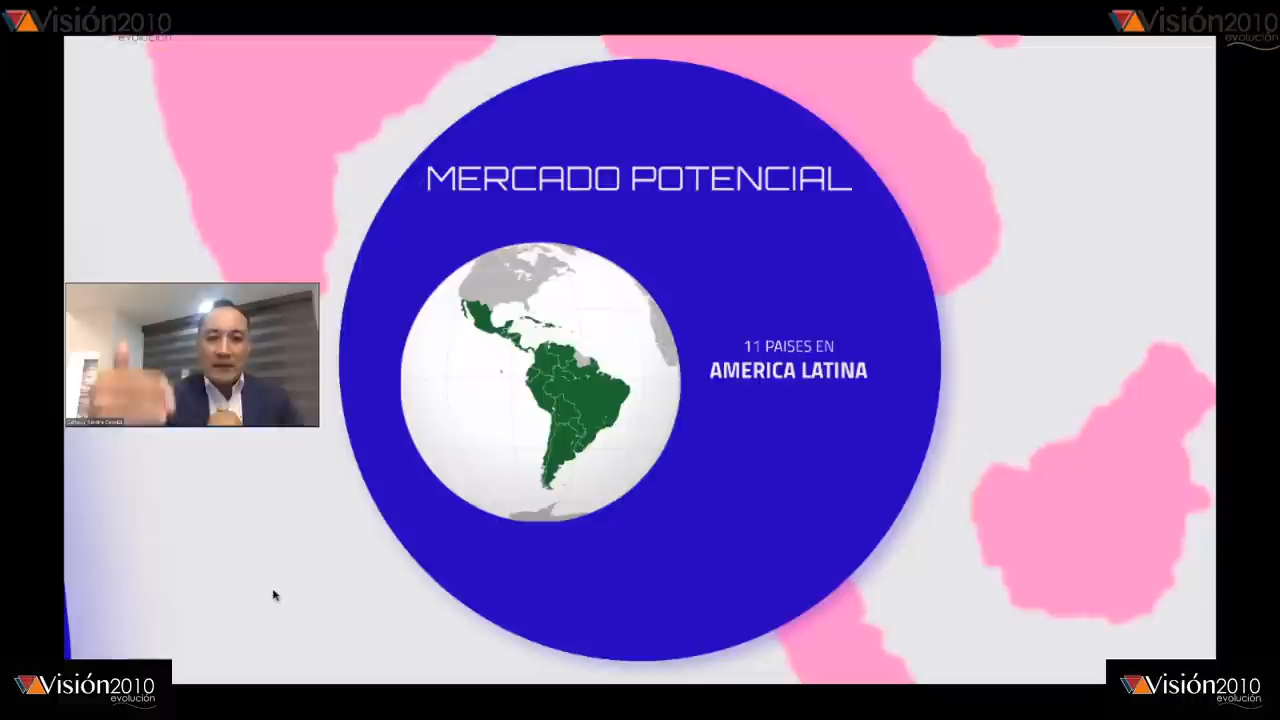 Visión2010
evolución
Visión2010
evolución
MERCADO POTENCIAL
11 PAISES EN
AMERICA LATINA
Visión2010
evolución
Visión2010
evolución